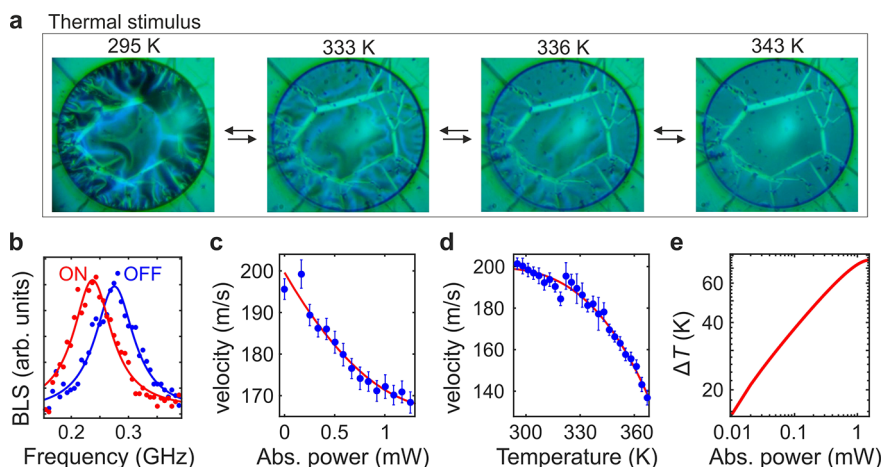 a Thermal stimulus
295 K 333 K 336 K 343 K
b c d e
ON OFF
BLS (arb. units)
0.2 0.3
Frequency (GHz)
velocity (m/s)
200
190
180
170
0 0.5 1
Abs. power (mW)
velocity (m/s)
200
180
160
140
300 330 360
Temperature (K)
ΔT (K)
60
40
20
0.01 0.1 1
Abs. power (mW)